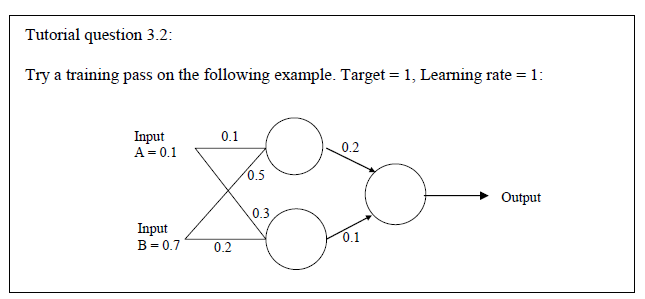 Tutorial question 3.2:
Try a training pass on the following example. Target = 1, Learning rate = 1:
Input
A = 0.1
0.1
0.2
0.5
Output
0.3
Input
B = 0.7
0.2
0.1